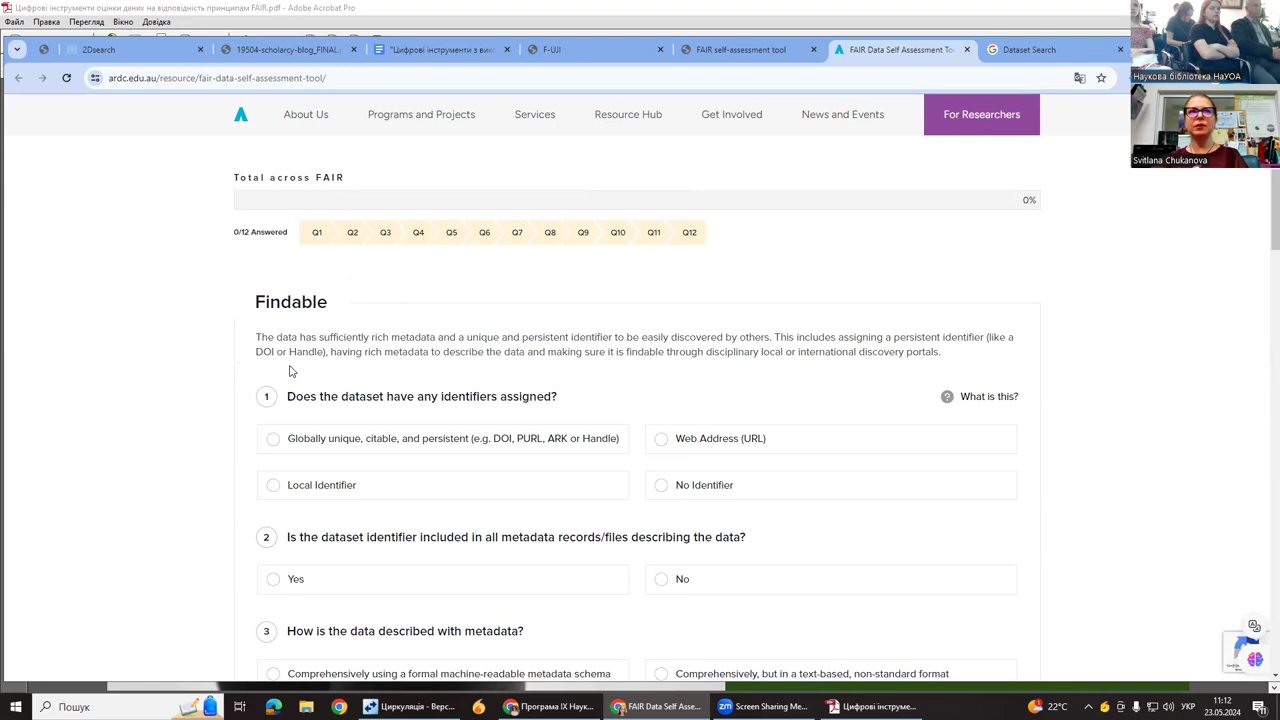 Цифрові інструменти оцінки даних на відповідність принципам FAIR.pdf - Adobe Acrobat Pro
Файл Правка Перегляд Вікно Довідка
2Dsearch
19504-scholarcy-blog_FINAL.p
"Цифрові інструменти з вик
F-UJI
FAIR self-assessment tool
FAIR Data Self Assessment To
Dataset Search
ardc.edu.au/resource/fair-data-self-assessment-tool/
Наукова бібліотека НаУОА
Svitlana Chukanova
About Us Programs and Projects Services Resource Hub Get Involved News and Events For Researchers
Total across FAIR
0%
0/12 Answered Q1 Q2 Q3 Q4 Q5 Q6 Q7 Q8 Q9 Q10 Q11 Q12
Findable
The data has sufficiently rich metadata and a unique and persistent identifier to be easily discovered by others. This includes assigning a persistent identifier (like a
DOI or Handle), having rich metadata to describe the data and making sure it is findable through disciplinary local or international discovery portals.
1 Does the dataset have any identifiers assigned? ? What is this?
Globally unique, citable, and persistent (e.g. DOI, PURL, ARK or Handle) Web Address (URL)
Local Identifier No Identifier
2 Is the dataset identifier included in all metadata records/files describing the data?
Yes No
3 How is the data described with metadata?
Comprehensively using a formal machine-readable metadata schema Comprehensively, but in a text-based, non-standard format
Пошук
Циркуляція - Верс...
Програма ІХ Наук...
FAIR Data Self Asse...
Screen Sharing Me...
Цифрові інструме...
22°C
УКР
11:12
23.05.2024